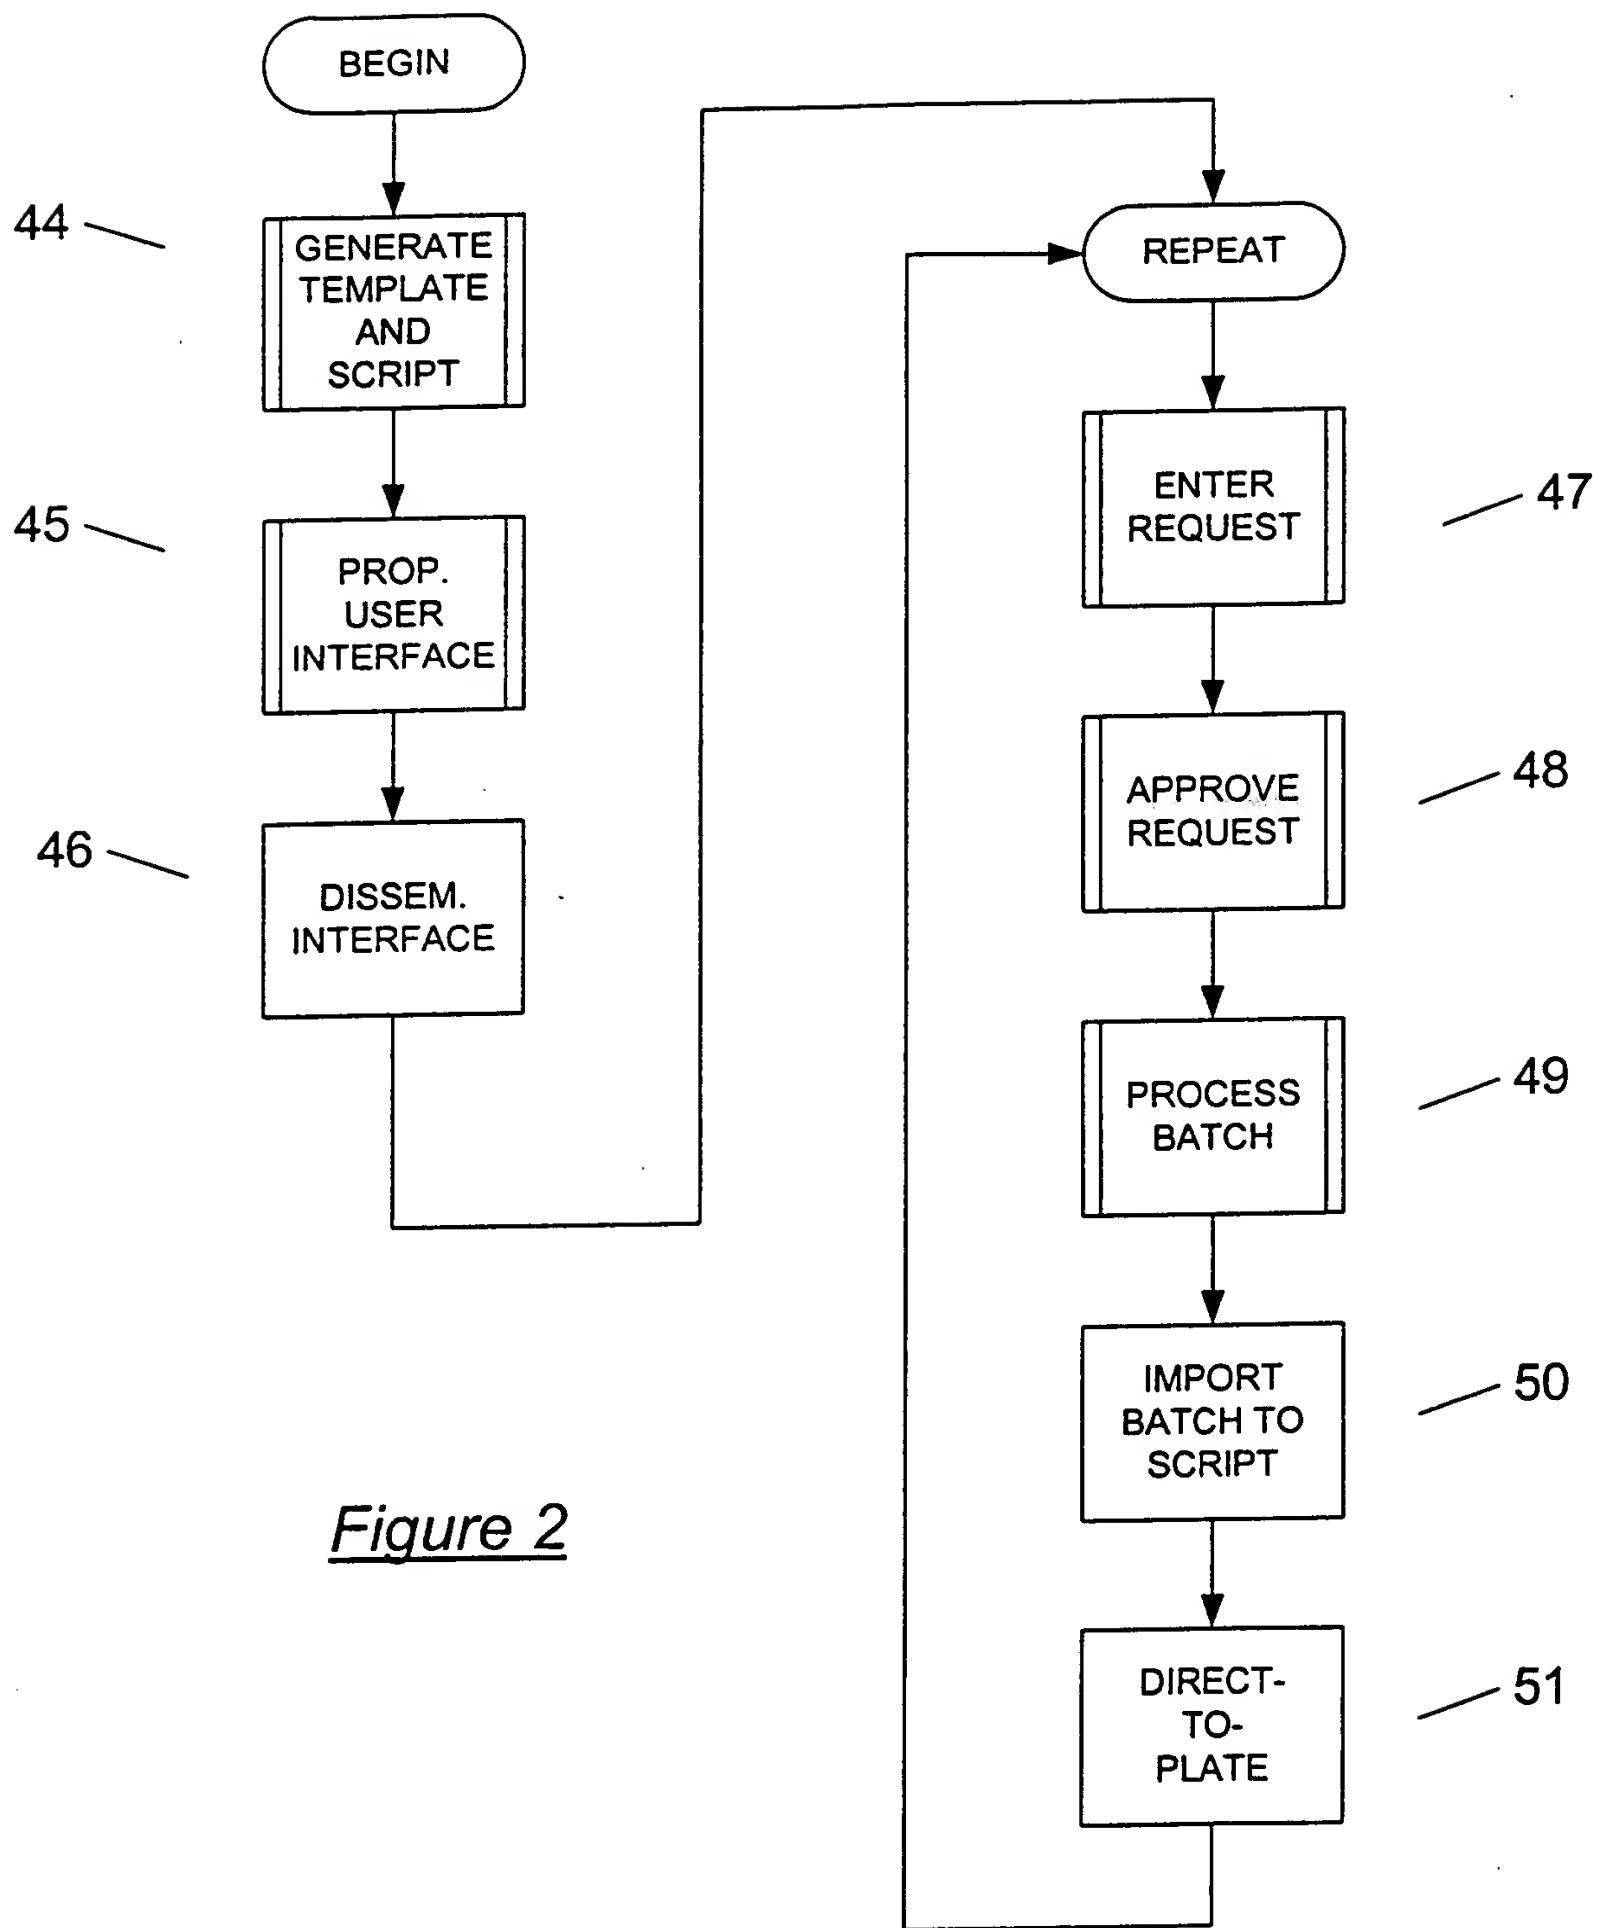 BEGIN
44
GENERATE
TEMPLATE
AND
SCRIPT
45
PROP.
USER
INTERFACE
46
DISSEM.
INTERFACE
REPEAT
47
ENTER
REQUEST
48
APPROVE
REQUEST
49
PROCESS
BATCH
50
IMPORT
BATCH TO
SCRIPT
51
DIRECT-
TO-
PLATE
Figure 2